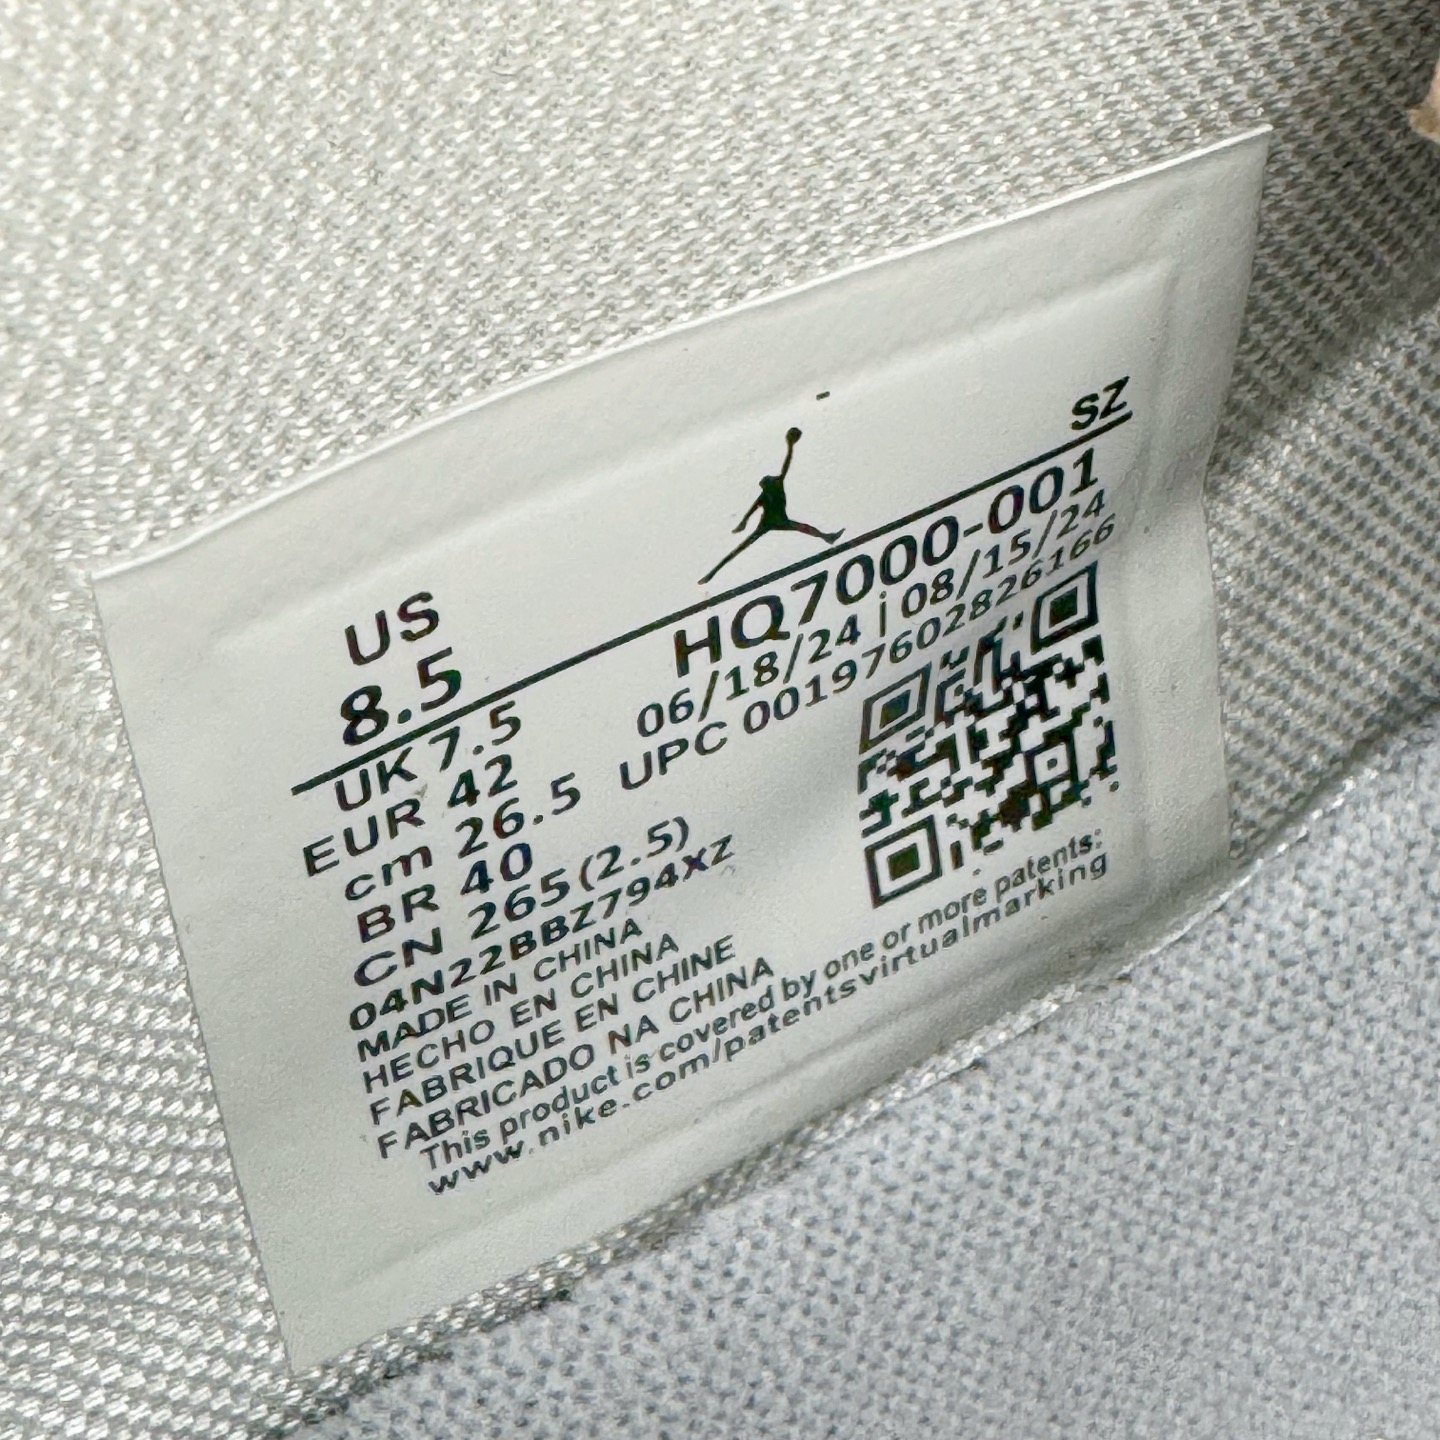 SZ
US
8.5
HQ7000-001
UK 7.5
06/18/24 | 08/15/24
EUR 42
UPC 00197602826166
cm 26.5
BR 40
CN 265(2.5)
04N22BBZ794XZ
MADE IN CHINA
HECHO EN CHINA
FABRIQUE EN CHINE
FABRICADO NA CHINA
This product is covered by one or more patents:
www.nike.com/patentsvirtualmarking